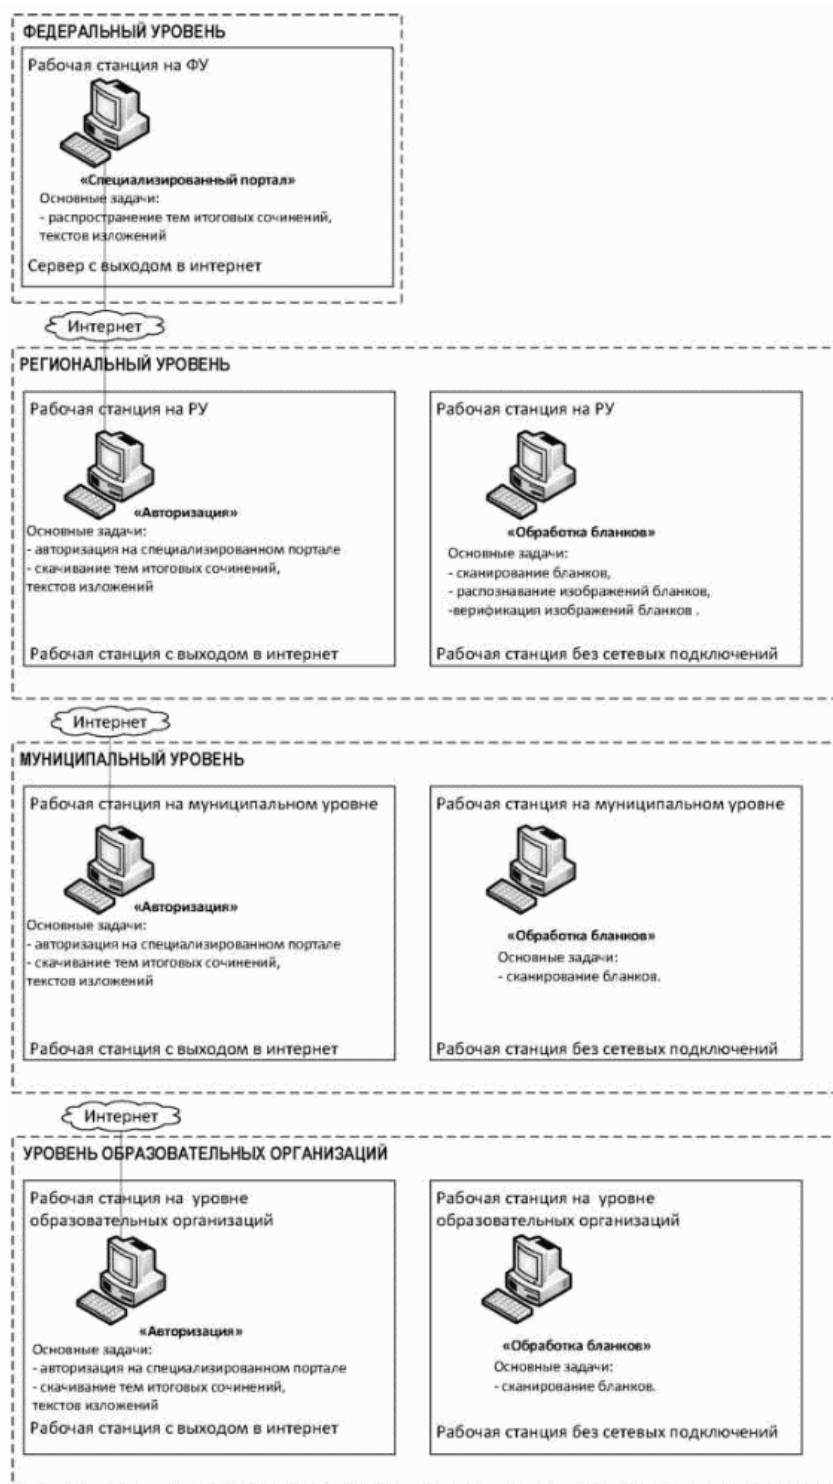 ФЕДЕРАЛЬНЫЙ УРОВЕНЬ
Рабочая станция на ФУ
«Специализированный портал»
Основные задачи:
- распространение тем итоговых сочинений,
текстов изложений
Сервер с выходом в интернет
Интернет
РЕГИОНАЛЬНЫЙ УРОВЕНЬ
Рабочая станция на РУ
«Авторизация»
Основные задачи:
- авторизация на специализированном портале
- скачивание тем итоговых сочинений,
текстов изложений
Рабочая станция с выходом в интернет
Рабочая станция на РУ
«Обработка бланков»
Основные задачи:
- сканирование бланков,
- распознавание изображений бланков,
-верификация изображений бланков .
Рабочая станция без сетевых подключений
Интернет
МУНИЦИПАЛЬНЫЙ УРОВЕНЬ
Рабочая станция на муниципальном уровне
«Авторизация»
Основные задачи:
- авторизация на специализированном портале
- скачивание тем итоговых сочинений,
текстов изложений
Рабочая станция с выходом в интернет
Рабочая станция на муниципальном уровне
«Обработка бланков»
Основные задачи:
- сканирование бланков.
Рабочая станция без сетевых подключений
Интернет
УРОВЕНЬ ОБРАЗОВАТЕЛЬНЫХ ОРГАНИЗАЦИЙ
Рабочая станция на уровне
образовательных организаций
«Авторизация»
Основные задачи:
- авторизация на специализированном портале
- скачивание тем итоговых сочинений,
текстов изложений
Рабочая станция с выходом в интернет
Рабочая станция на уровне
образовательных организаций
«Обработка бланков»
Основные задачи:
- сканирование бланков.
Рабочая станция без сетевых подключений